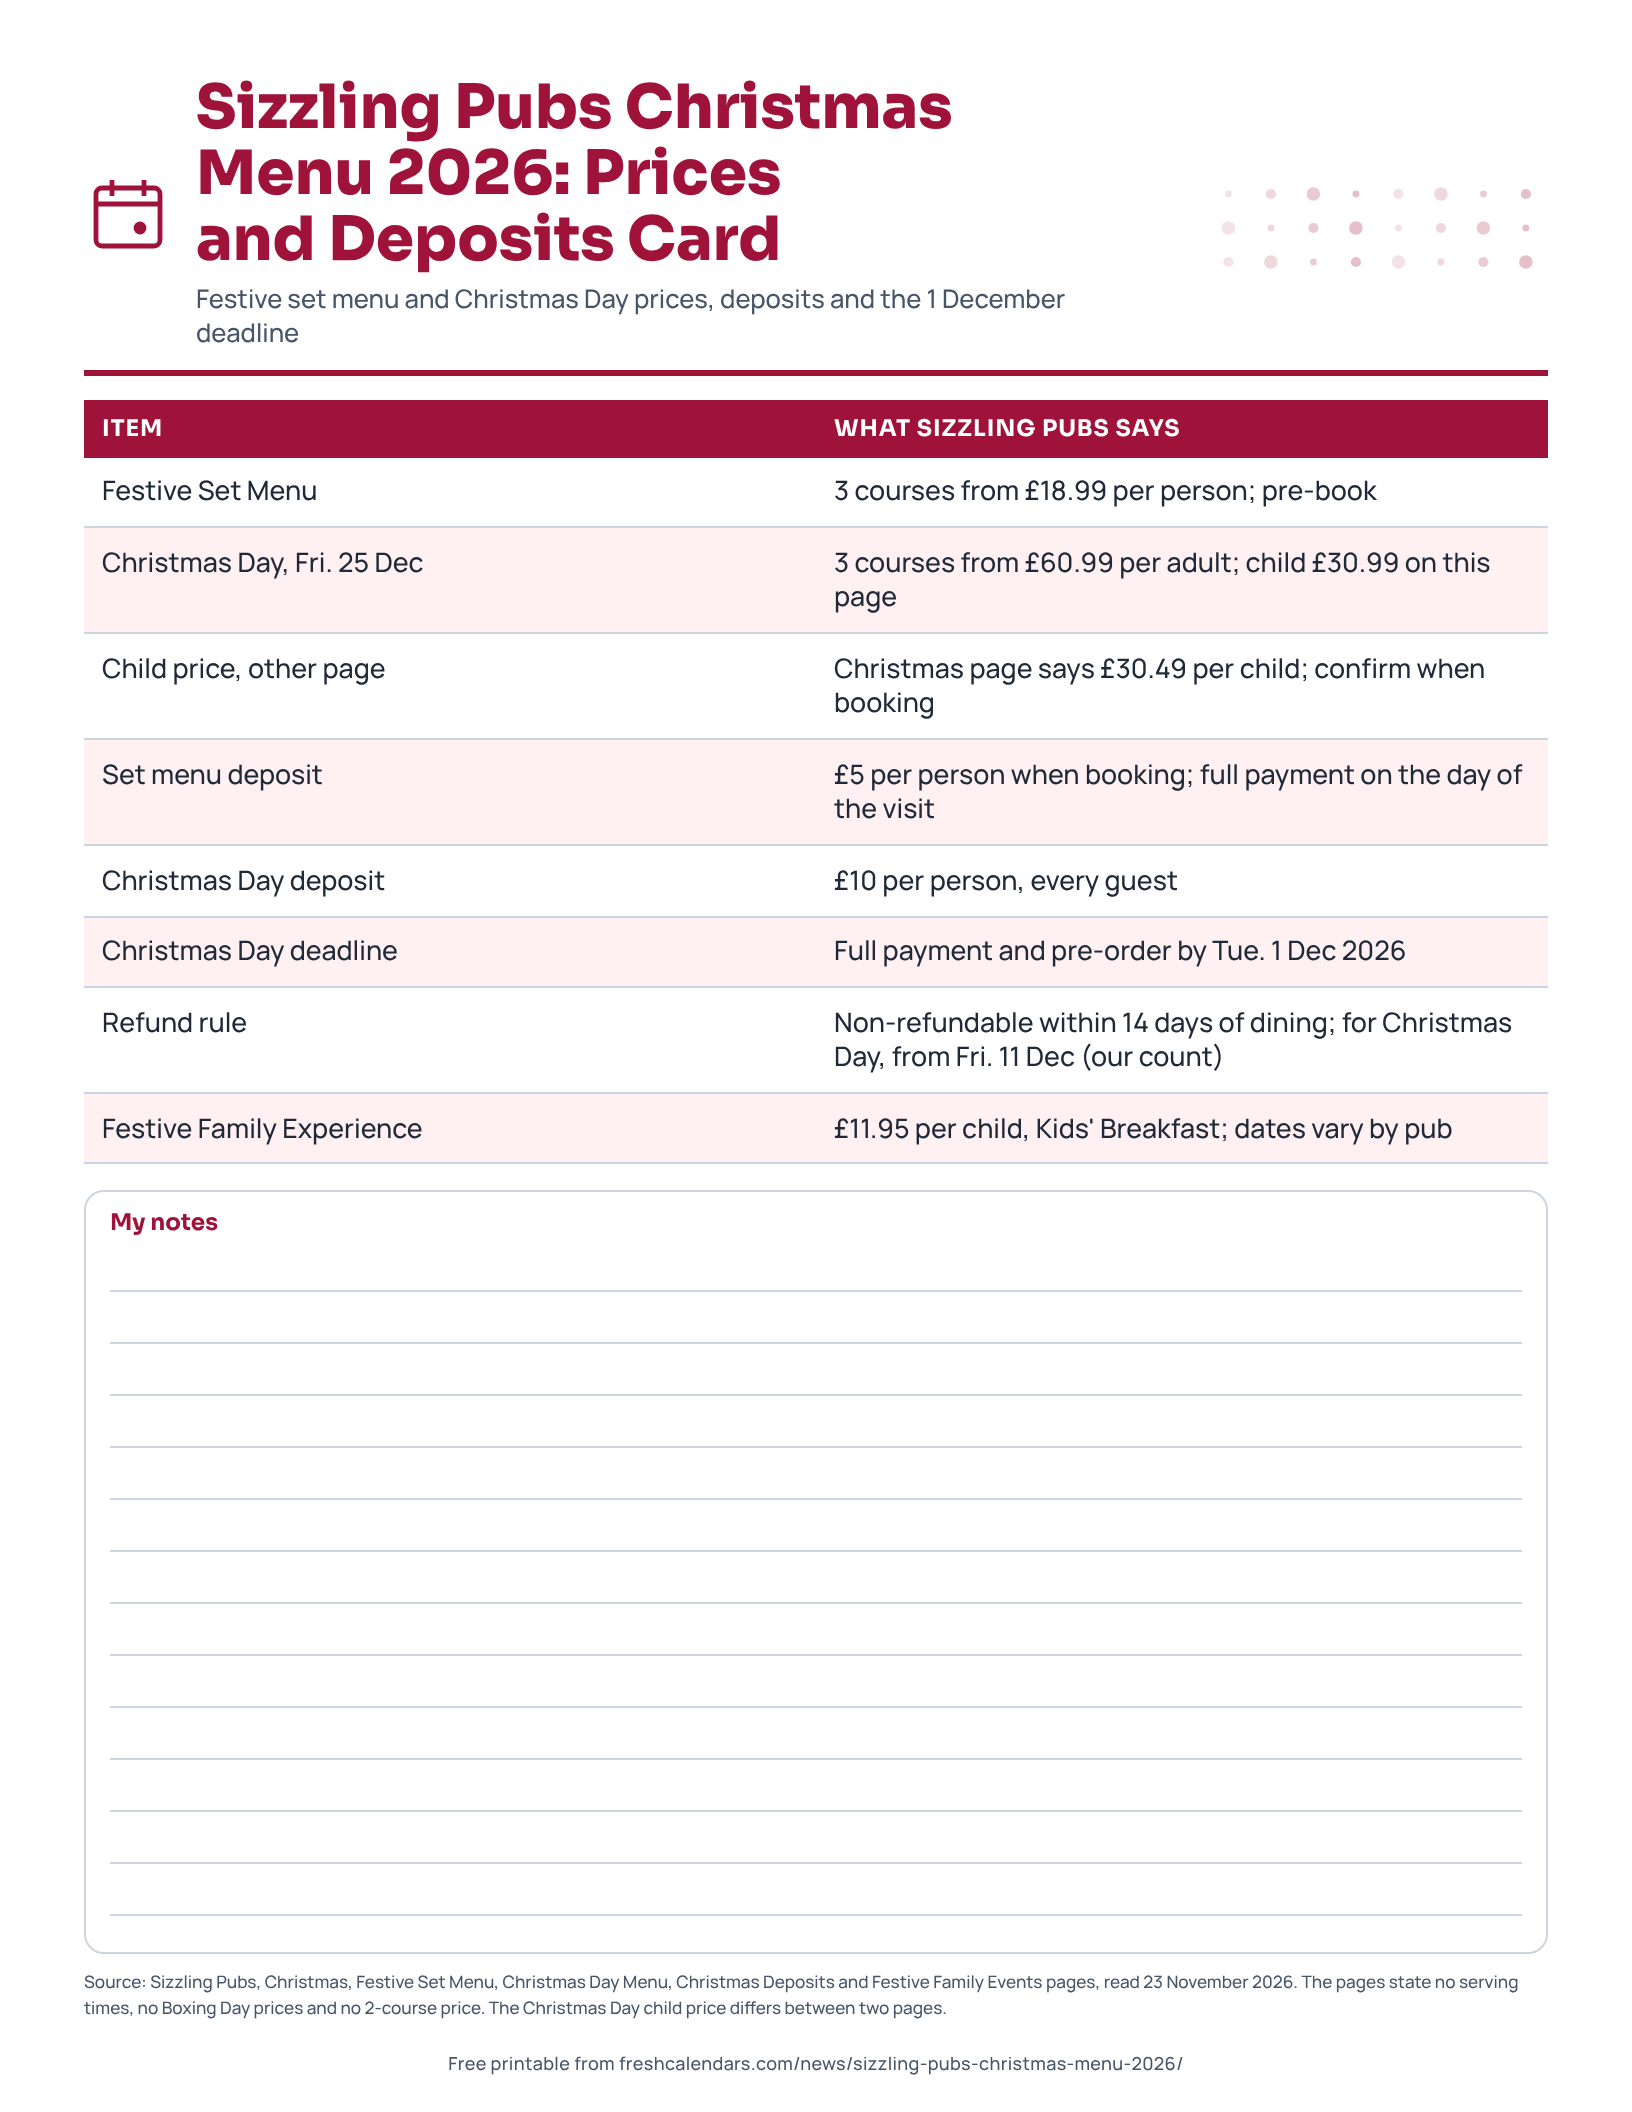 Sizzling Pubs Christmas
Menu 2026: Prices
and Deposits Card
Festive set menu and Christmas Day prices, deposits and the 1 December
deadline
ITEM
WHAT SIZZLING PUBS SAYS
Festive Set Menu
3 courses from £18.99 per person; pre-book
Christmas Day, Fri. 25 Dec
3 courses from £60.99 per adult; child £30.99 on this
page
Child price, other page
Christmas page says £30.49 per child; confirm when
booking
Set menu deposit
£5 per person when booking; full payment on the day of
the visit
Christmas Day deposit
£10 per person, every guest
Christmas Day deadline
Full payment and pre-order by Tue. 1 Dec 2026
Refund rule
Non-refundable within 14 days of dining; for Christmas
Day, from Fri. 11 Dec (our count)
Festive Family Experience
£11.95 per child, Kids' Breakfast; dates vary by pub
My notes
Source: Sizzling Pubs, Christmas, Festive Set Menu, Christmas Day Menu, Christmas Deposits and Festive Family Events pages, read 23 November 2026. The pages state no serving
times, no Boxing Day prices and no 2-course price. The Christmas Day child price differs between two pages.
Free printable from freshcalendars.com/news/sizzling-pubs-christmas-menu-2026/